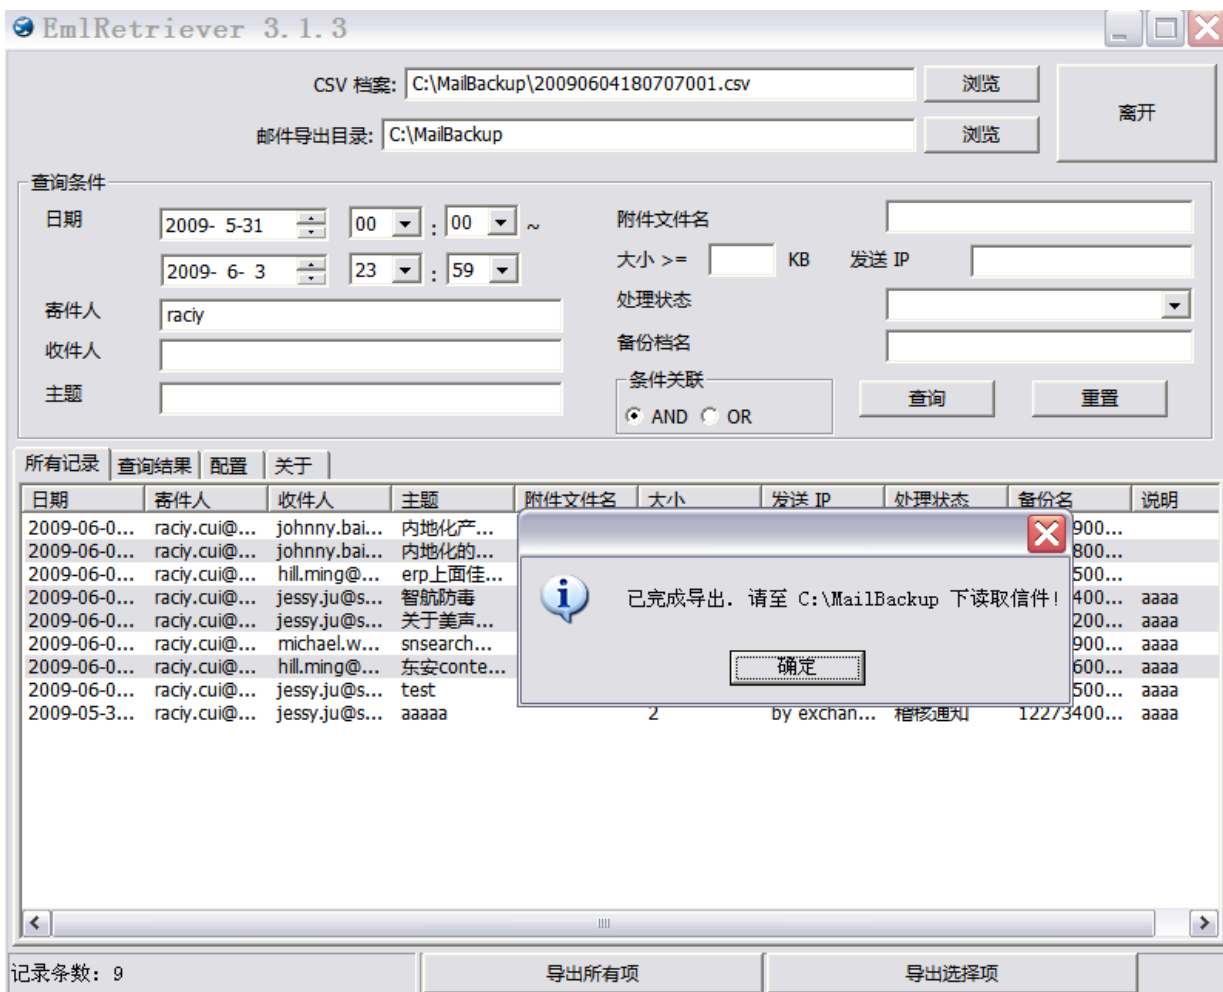 EmlRetriever 3.1.3
CSV 档案: C:\MailBackup\20090604180707001.csv 浏览
离开
邮件导出目录: C:\MailBackup 浏览
查询条件
日期 2009- 5-31 00 : 00 ~ 附件文件名
2009- 6- 3 23 : 59 大小 >= KB 发送 IP
处理状态
寄件人 raciy
收件人 备份档名
主题 条件关联
AND OR 查询 重置
所有记录 查询结果 配置 关于
日期 寄件人 收件人 主题 附件文件名 大小 发送 IP 处理状态 备份名 说明
2009-06-0... raciy.cui@... johnny.bai... 内地化产... 900...
2009-06-0... raciy.cui@... johnny.bai... 内地化的... 800...
2009-06-0... raciy.cui@... hill.ming@... erp上面佳... 500...
2009-06-0... raciy.cui@... jessy.ju@s... 智航防毒 400... aaaa
2009-06-0... raciy.cui@... jessy.ju@s... 关于美声... 200... aaaa
2009-06-0... raciy.cui@... michael.w... snsearch... 900... aaaa
2009-06-0... raciy.cui@... hill.ming@... 东安conte... 600... aaaa
2009-06-0... raciy.cui@... jessy.ju@s... test 500... aaaa
2009-05-3... raciy.cui@... jessy.ju@s... aaaaa 2 by exchan... 稽核通知 12273400... aaaa
已完成导出. 请至 C:\MailBackup 下读取信件!
确定
记录条数: 9 导出所有项 导出选择项